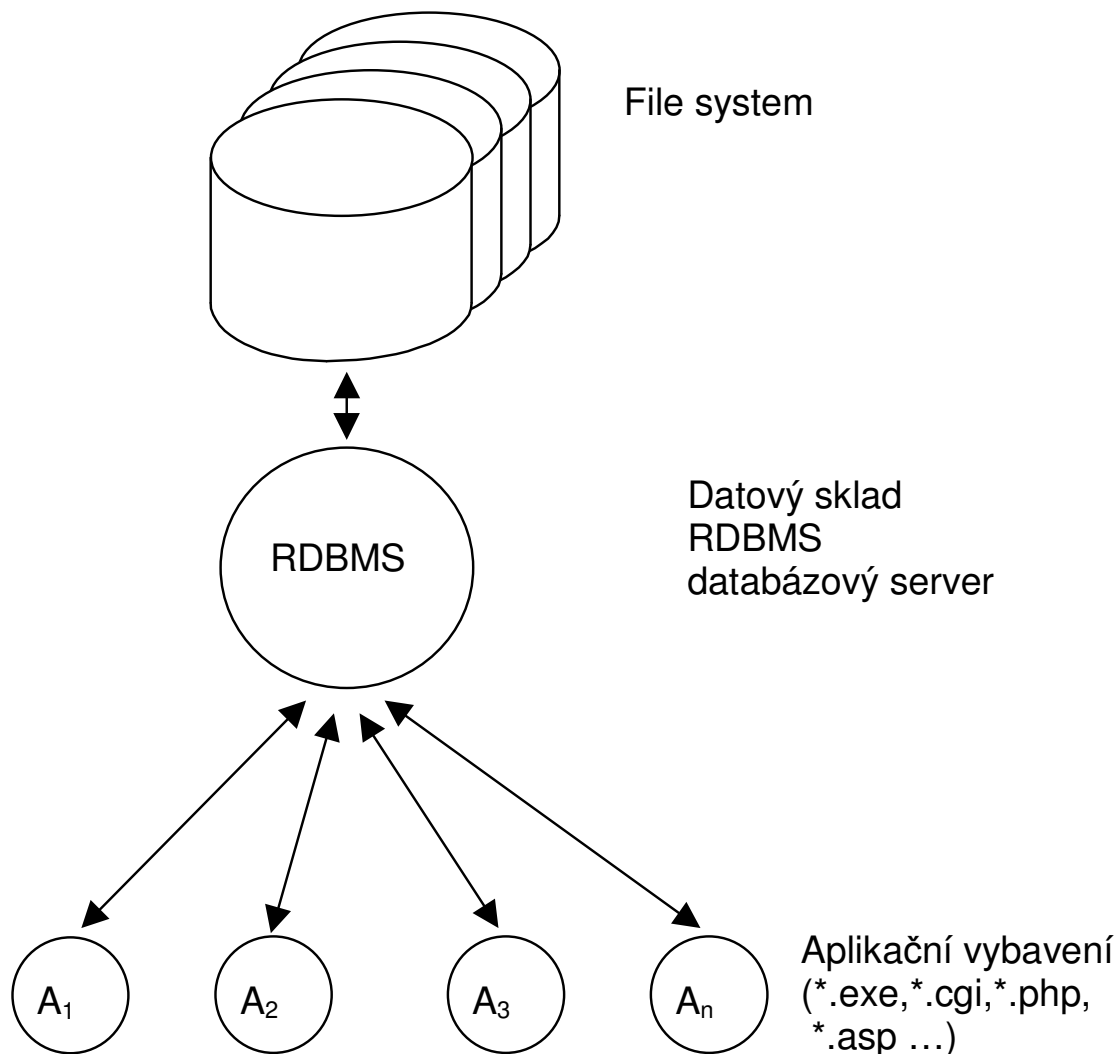 File system
RDBMS
Datový sklad
RDBMS
databázový server
A₁
A₂
A₃
Aₙ
Aplikační vybavení
(*.exe,*.cgi,*.php,
*.asp …)